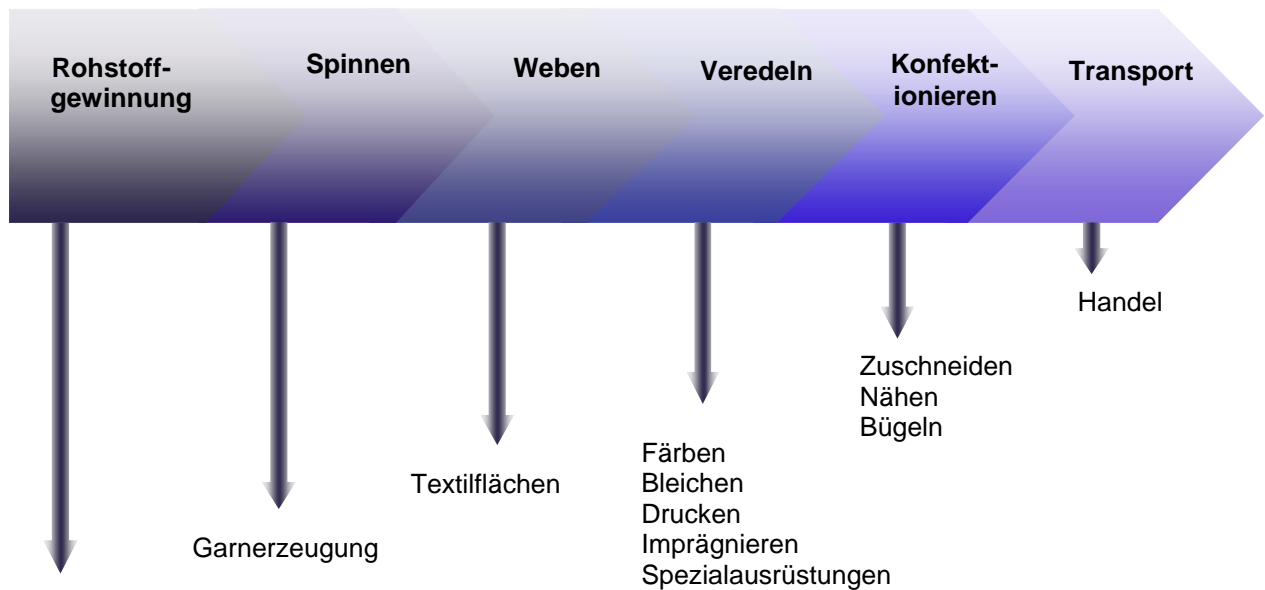 Rohstoff-
gewinnung
Spinnen
Weben
Veredeln
Konfekt-
ionieren
Transport
Handel
Zuschneiden
Nähen
Bügeln
Färben
Bleichen
Drucken
Imprägnieren
Spezialausrüstungen
Textilflächen
Garnerzeugung